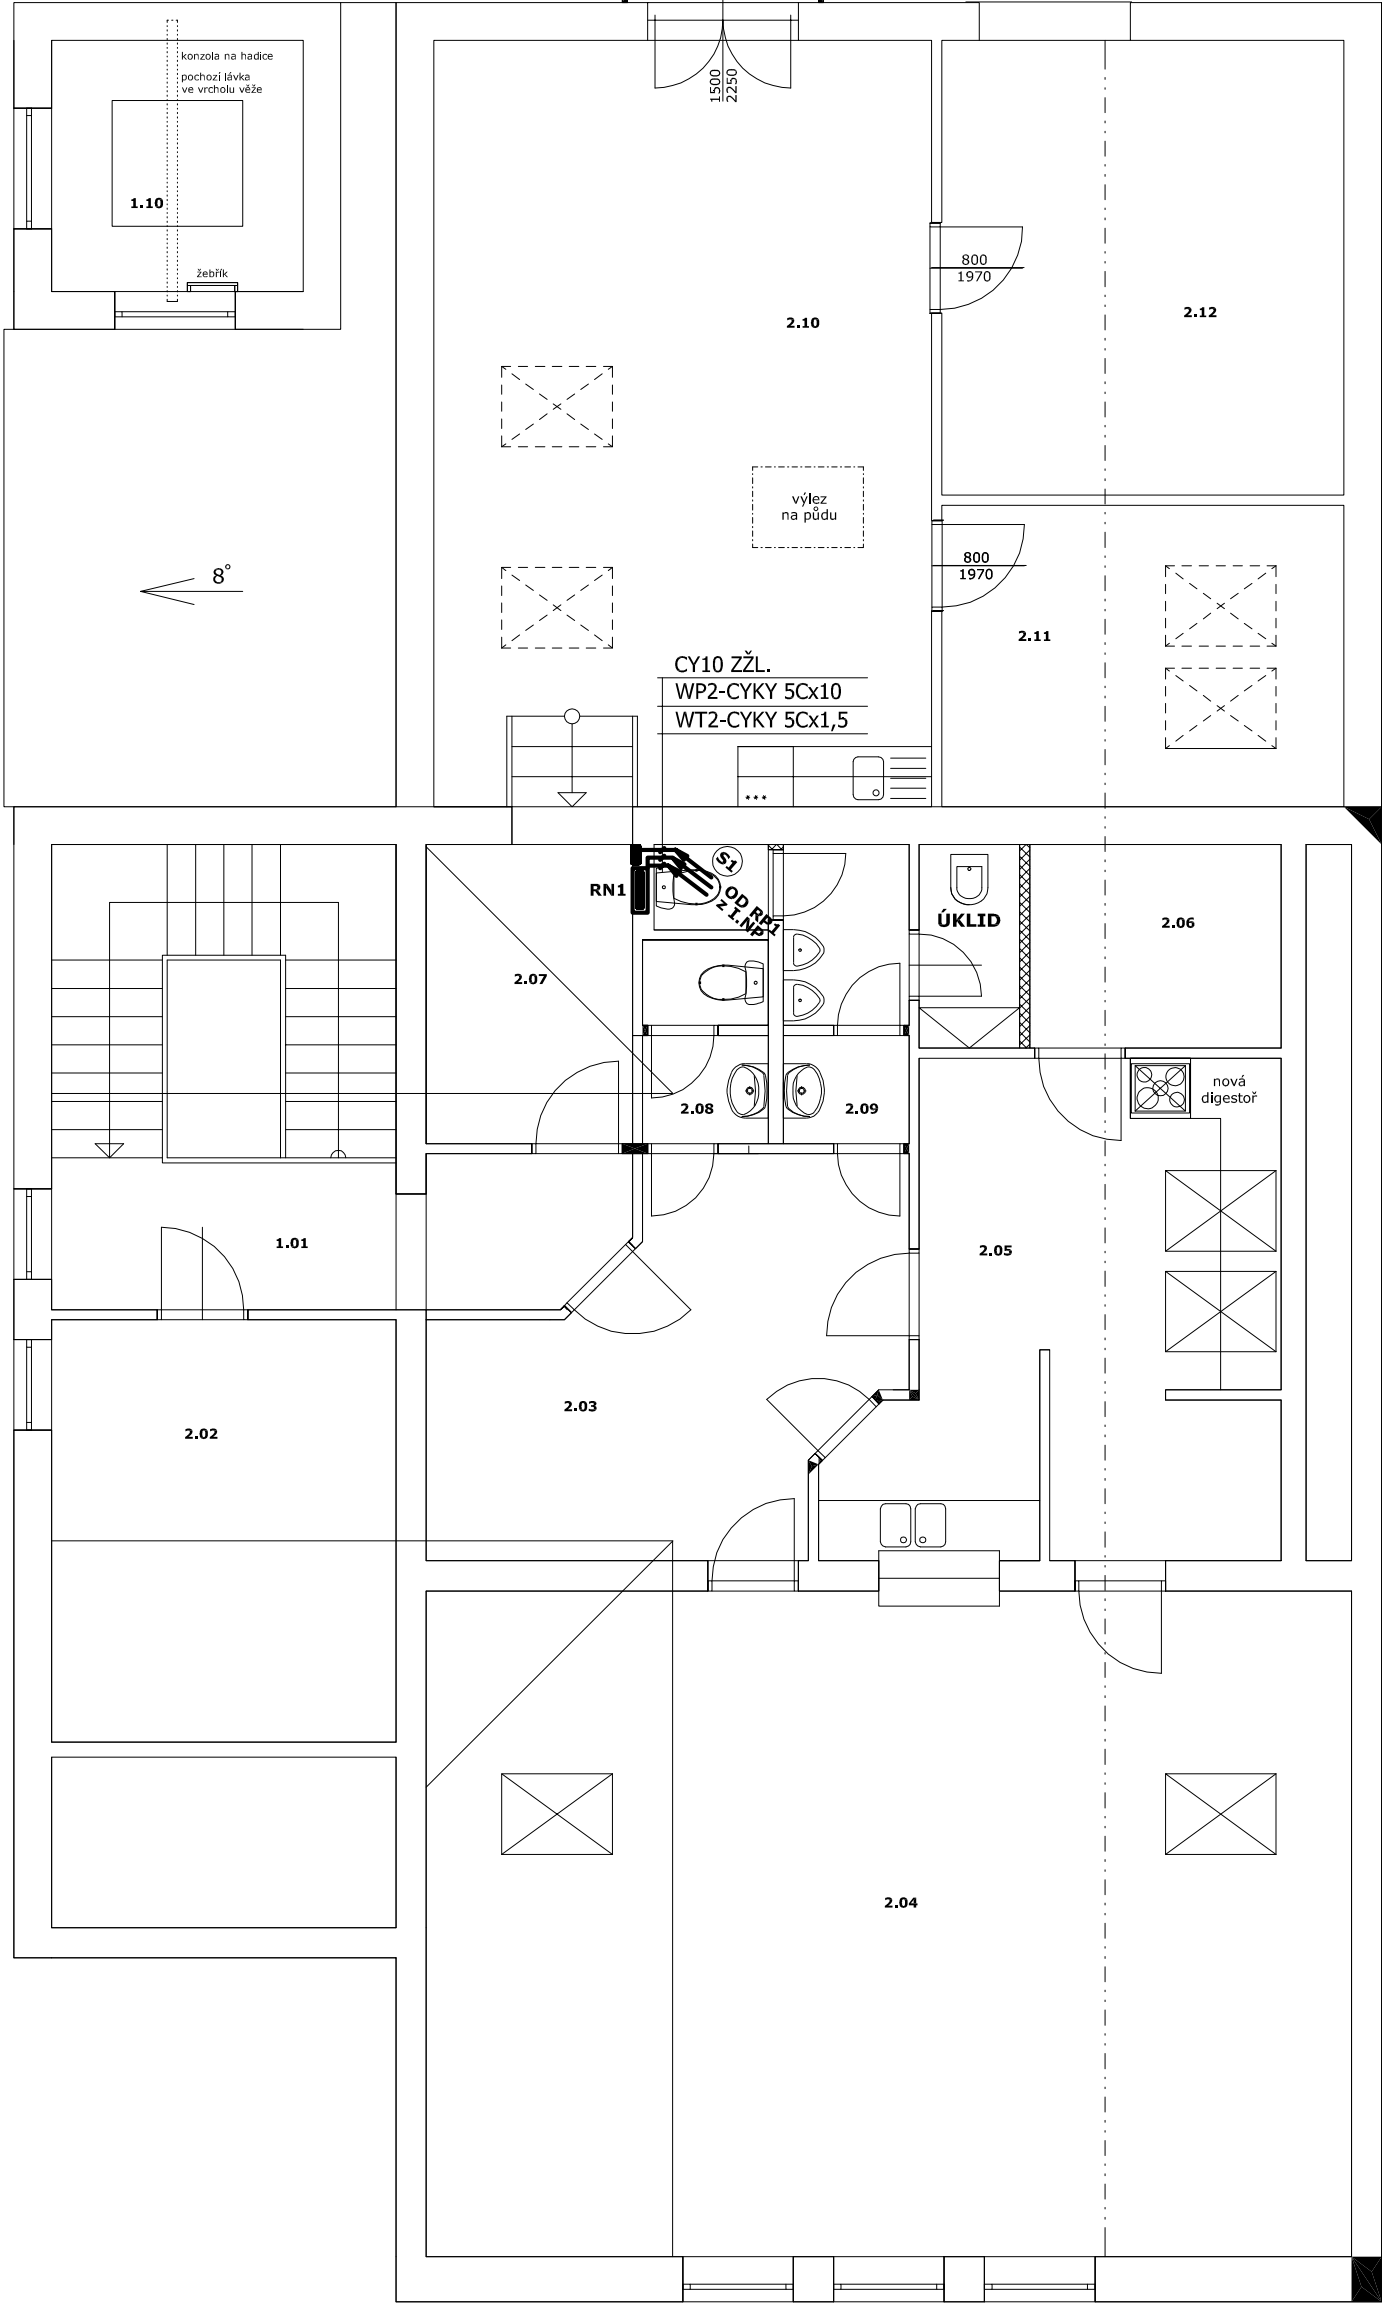 konzola na hadice
pochozí lávka
ve vrcholu věže
1.10
žebřík
1500
2250
800
1970
2.10
2.12
výlez
na půdu
800
1970
8°
2.11
CY10 ZŽL.
WP2-CYKY 5Cx10
WT2-CYKY 5Cx1,5
RN1
S1
OD RP1
z I.NP
ÚKLID
2.06
2.07
2.08
2.09
nová
digestoř
1.01
2.05
2.03
2.02
2.04